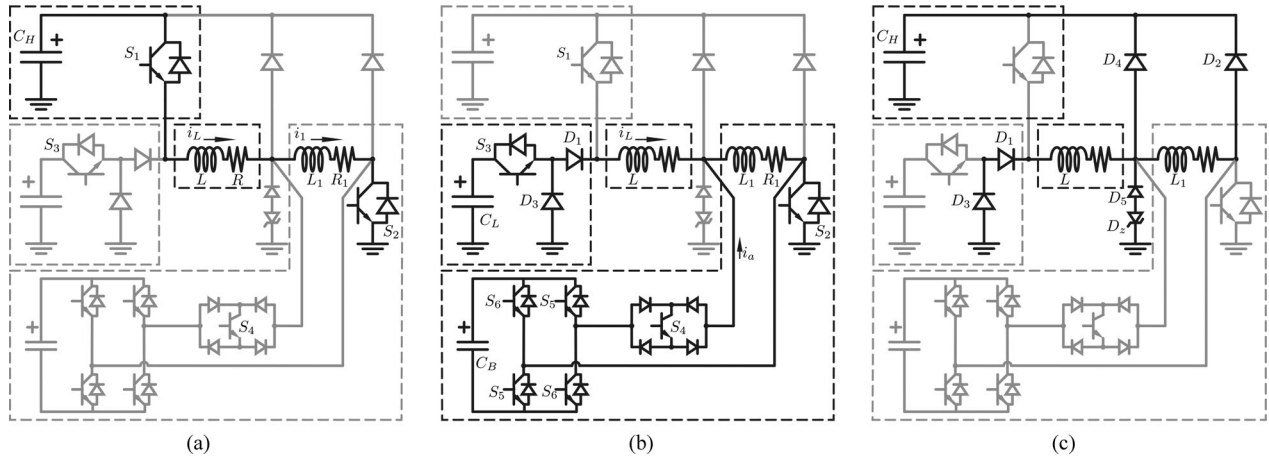 C_H +
S_1
S_3
i_L
i_1
L R
L_1 R_1
+
S_2
+
S_4
(a)
+
S_1
S_3
D_1
i_L
+
D_3
C_L
L
L_1 R_1
S_2
i_a
S_6 S_5
+
S_4
C_B
S_5 S_6
(b)
C_H +
D_4
D_2
D_1
+
D_3
L
L_1
D_5
D_z
+
(c)